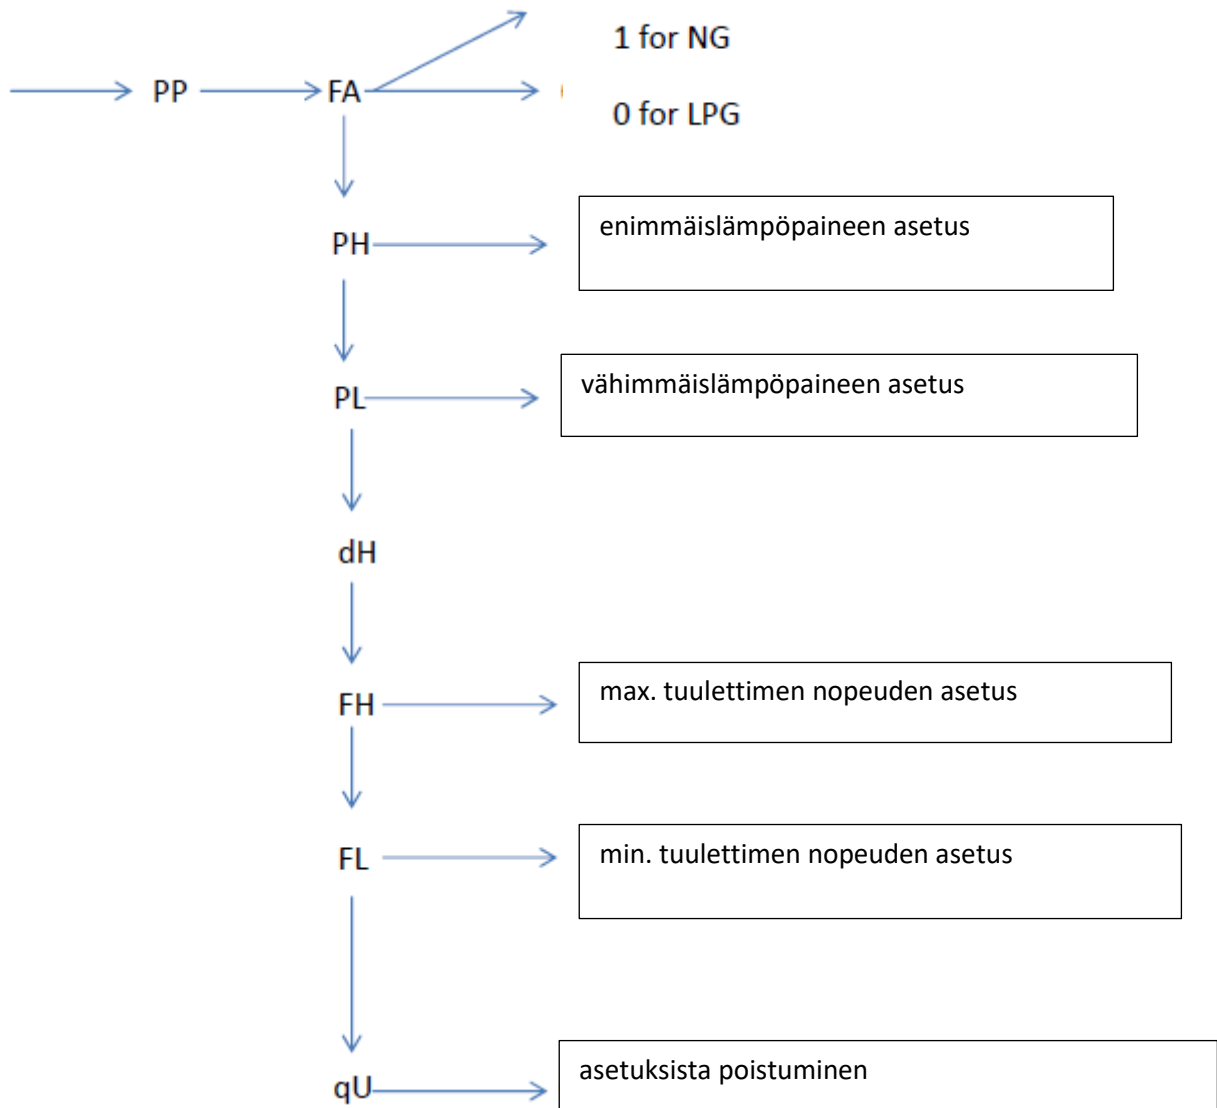 1 for NG
PP FA
0 for LPG
PH enimmäislämpöpaineen asetus
PL vähimmäislämpöpaineen asetus
dH
FH max. tuulettimen nopeuden asetus
FL min. tuulettimen nopeuden asetus
qU asetuksista poistuminen